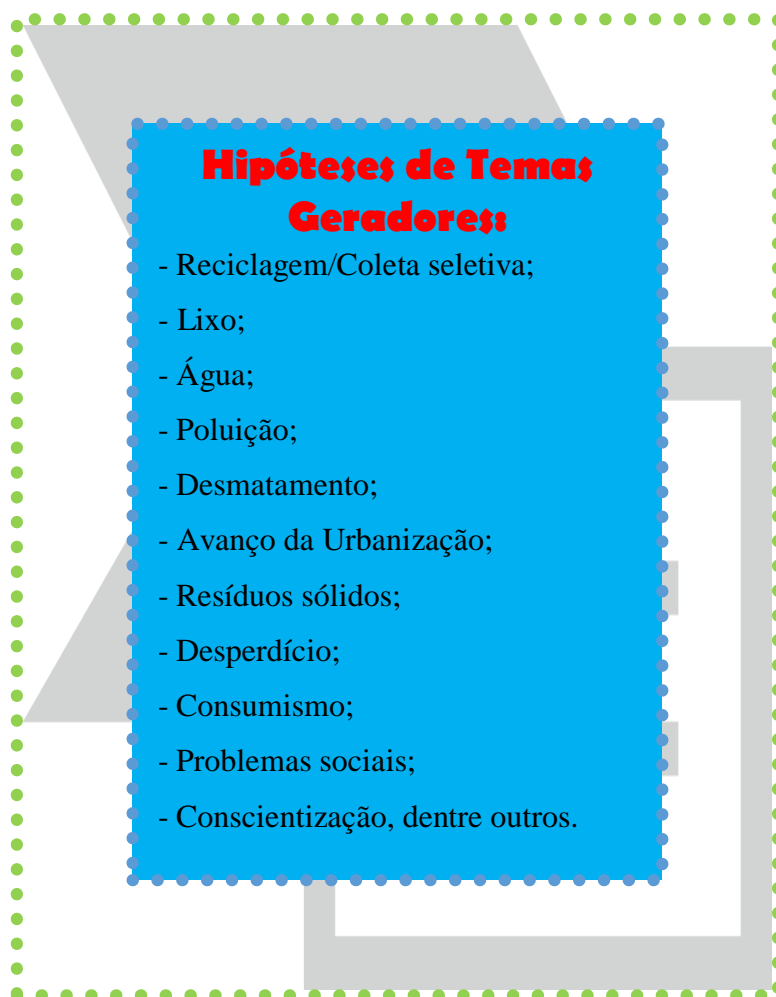 Hipóteses de Temas
Geradores:
- Reciclagem/Coleta seletiva;
- Lixo;
- Água;
- Poluição;
- Desmatamento;
- Avanço da Urbanização;
- Resíduos sólidos;
- Desperdício;
- Consumismo;
- Problemas sociais;
- Conscientização, dentre outros.